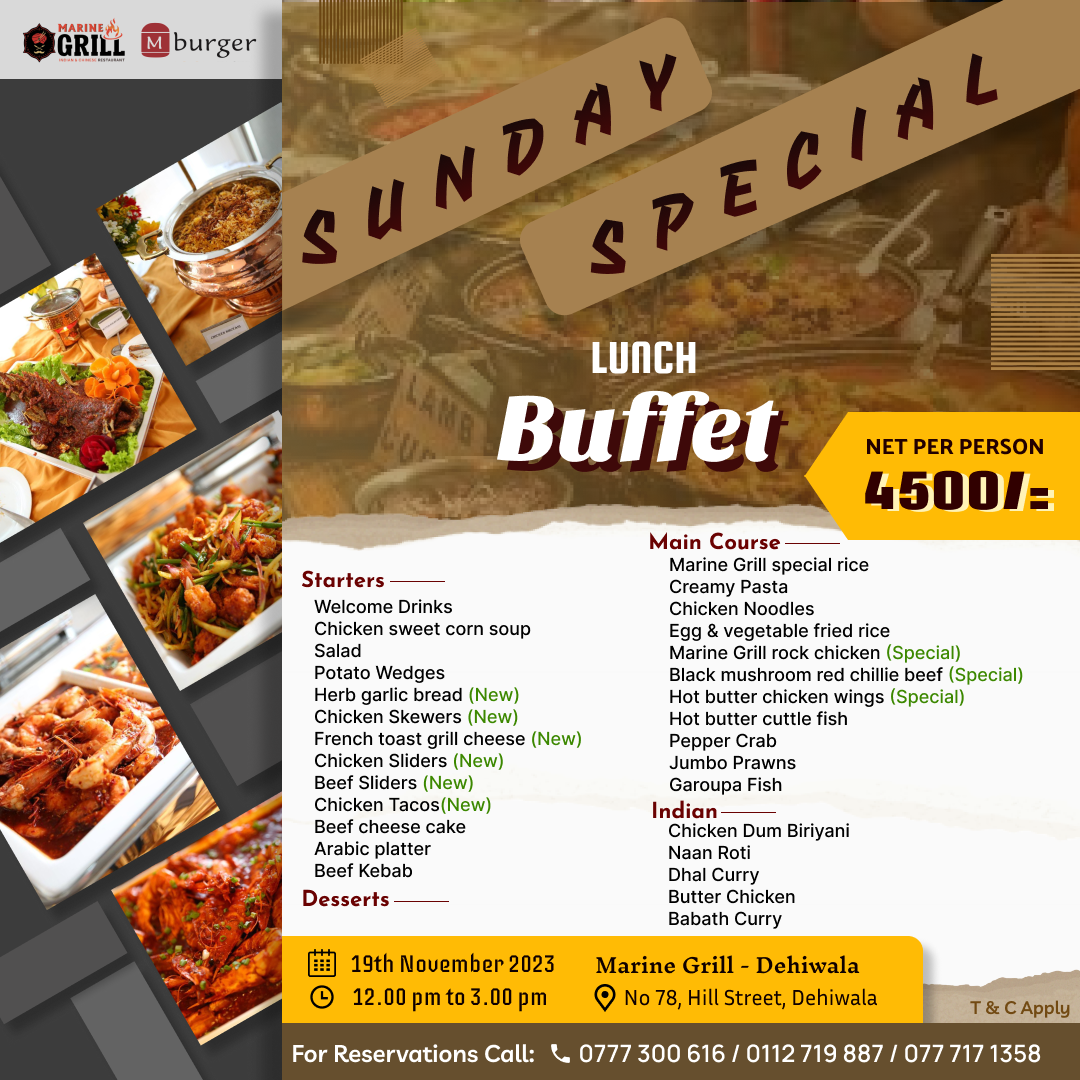 MARINE
GRILL
INDIAN & CHINESE RESTAURANT
M burger
SUNDAY
SPECIAL
LUNCH
Buffet
NET PER PERSON
4500/=
Starters
Welcome Drinks
Chicken sweet corn soup
Salad
Potato Wedges
Herb garlic bread (New)
Chicken Skewers (New)
French toast grill cheese (New)
Chicken Sliders (New)
Beef Sliders (New)
Chicken Tacos(New)
Beef cheese cake
Arabic platter
Beef Kebab
Desserts
Main Course
Marine Grill special rice
Creamy Pasta
Chicken Noodles
Egg & vegetable fried rice
Marine Grill rock chicken (Special)
Black mushroom red chillie beef (Special)
Hot butter chicken wings (Special)
Hot butter cuttle fish
Pepper Crab
Jumbo Prawns
Garoupa Fish
Indian
Chicken Dum Biriyani
Naan Roti
Dhal Curry
Butter Chicken
Babath Curry
19th November 2023
12.00 pm to 3.00 pm
Marine Grill - Dehiwala
No 78, Hill Street, Dehiwala
T & C Apply
For Reservations Call: 0777 300 616 / 0112 719 887 / 077 717 1358